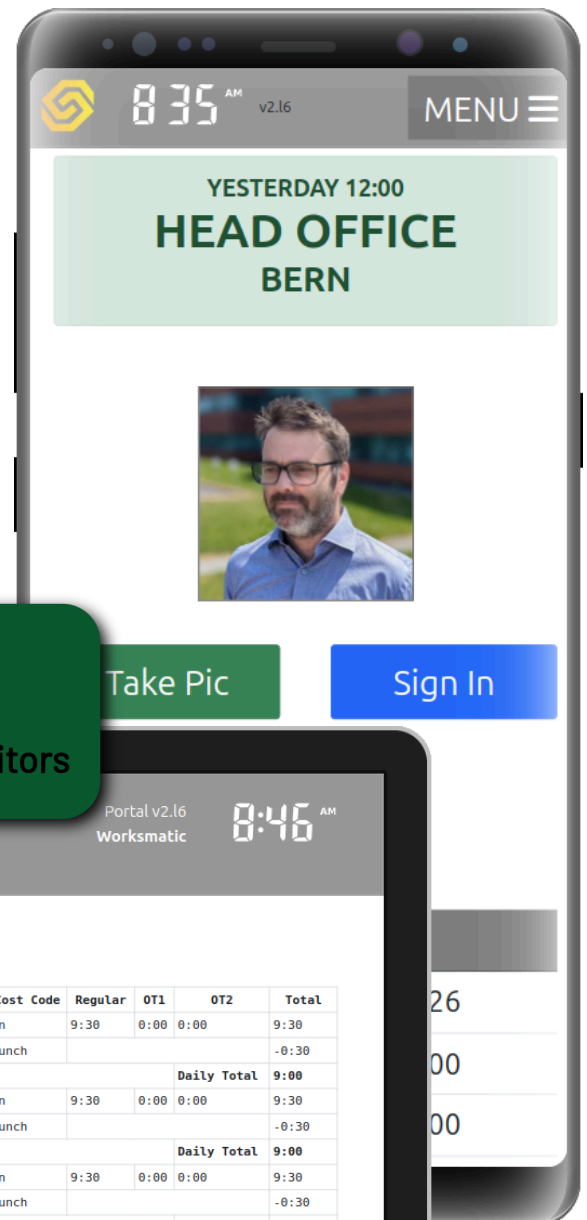 8 35 AM v2.l6 MENU
YESTERDAY 12:00
HEAD OFFICE
BERN
Take Pic Sign In
itors
Portal v2.l6
Worksmatic
8:46 AM
26
00
00
Cost Code Regular OT1 OT2 Total
n 9:30 0:00 0:00 9:30
unch -0:30
Daily Total 9:00
n 9:30 0:00 0:00 9:30
unch -0:30
Daily Total 9:00
n 9:30 0:00 0:00 9:30
unch -0:30